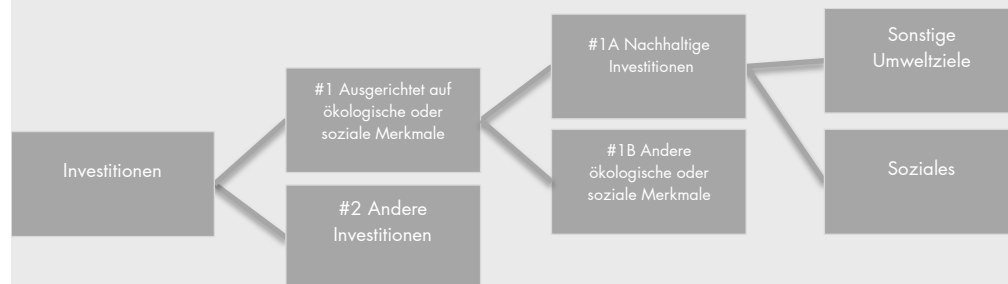 Investitionen
#1 Ausgerichtet auf
ökologische oder
soziale Merkmale
#2 Andere
Investitionen
#1A Nachhaltige
Investitionen
#1B Andere
ökologische oder
soziale Merkmale
Sonstige
Umweltziele
Soziales